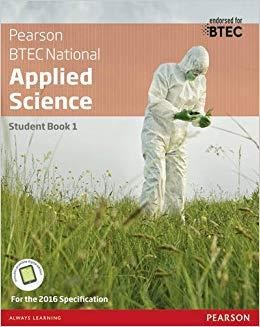 Pearson
BTEC National
Applied
Science
Student Book 1
endorsed for
BTEC
For the 2016 Specification
ALWAYS LEARNING
PEARSON